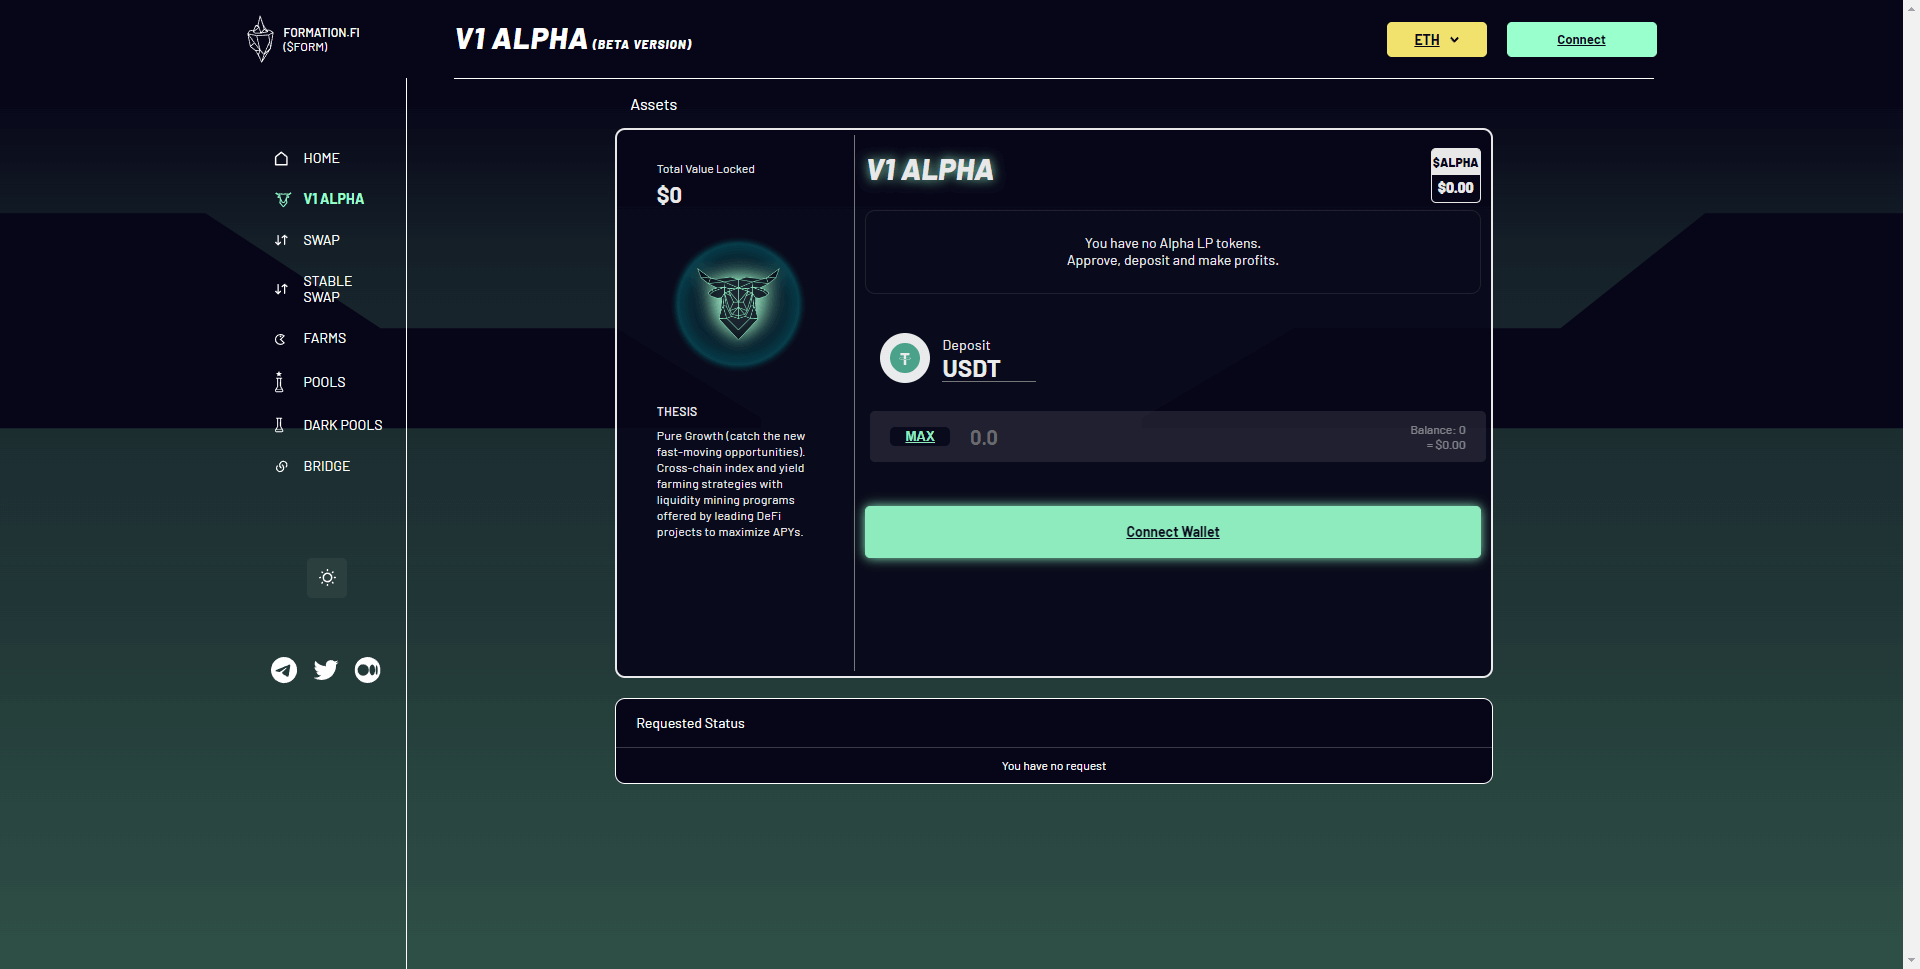 FORMATION.FI
($FORM)
V1 ALPHA (BETA VERSION)
ETH
Connect
HOME
V1 ALPHA
SWAP
STABLE
SWAP
FARMS
POOLS
DARK POOLS
BRIDGE
Assets
Total Value Locked
$0
THESIS
Pure Growth (catch the new
fast-moving opportunities).
Cross-chain index and yield
farming strategies with
liquidity mining programs
offered by leading DeFi
projects to maximize APYs.
V1 ALPHA
$ALPHA
$0.00
You have no Alpha LP tokens.
Approve, deposit and make profits.
Deposit
USDT
MAX
0.0
Balance: 0
= $0.00
Connect Wallet
Requested Status
You have no request